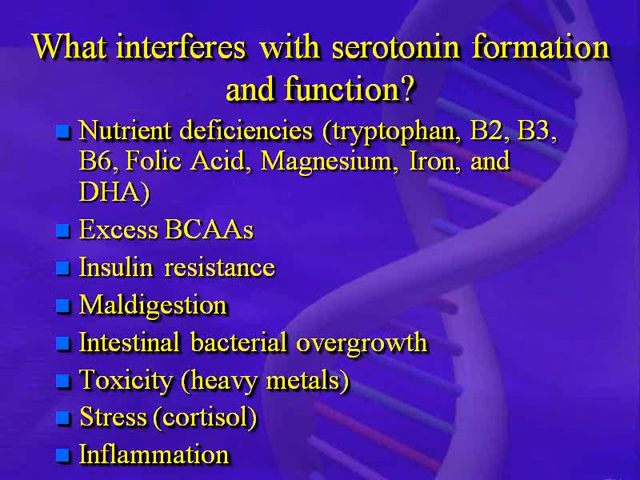 What interferes with serotonin formation
and function?
Nutrient deficiencies (tryptophan, B2, B3,
B6, Folic Acid, Magnesium, Iron, and
DHA)
Excess BCAAs
Insulin resistance
Maldigestion
Intestinal bacterial overgrowth
Toxicity (heavy metals)
Stress (cortisol)
Inflammation